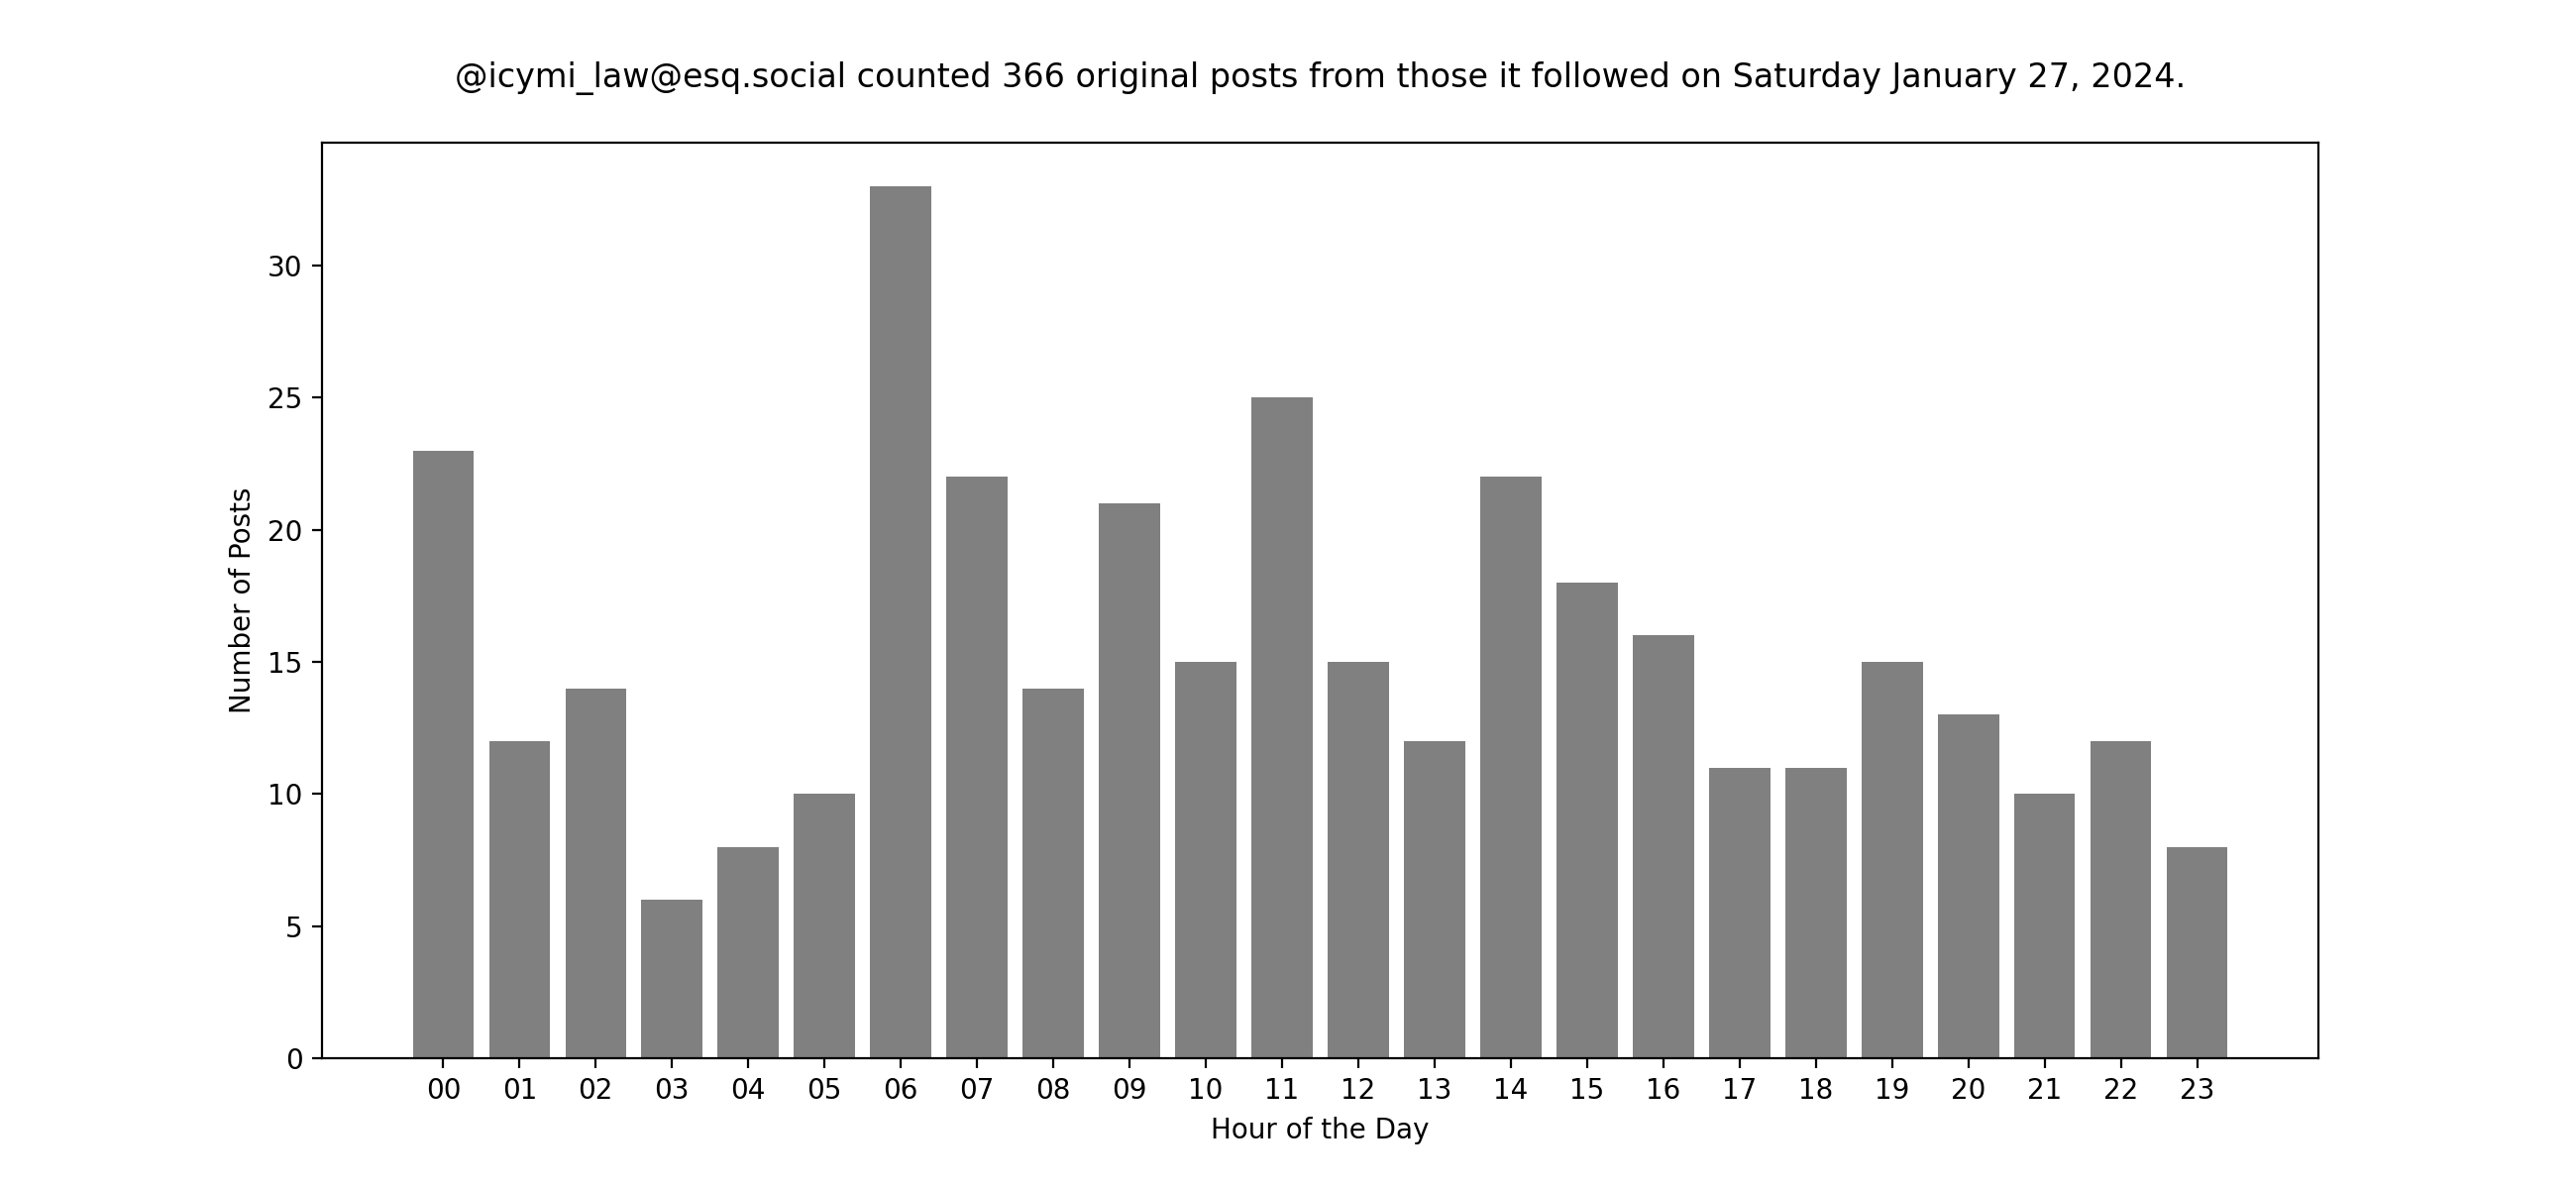 @icymi_law@esq.social counted 366 original posts from those it followed on Saturday January 27, 2024.
30
25
20
15
10
5
0
Number of Posts
00 01 02 03 04 05 06 07 08 09 10 11 12 13 14 15 16 17 18 19 20 21 22 23
Hour of the Day